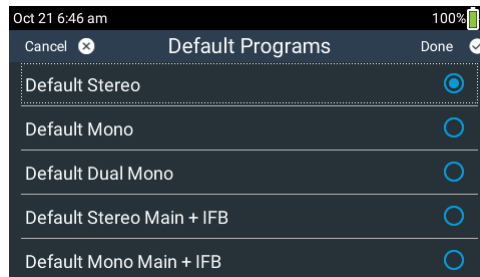 Oct 21 6:46 am 100%
Cancel Default Programs Done
Default Stereo
Default Mono
Default Dual Mono
Default Stereo Main + IFB
Default Mono Main + IFB